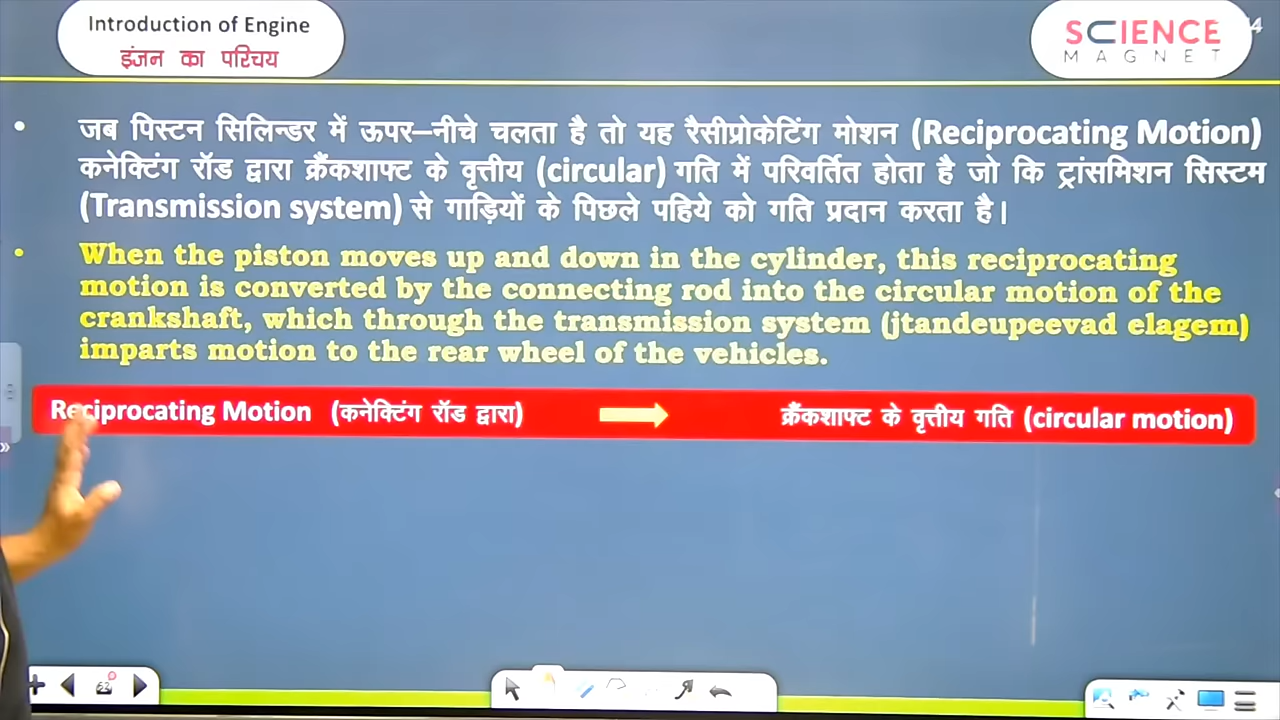 Introduction of Engine
इंजन का परिचय
SCIENCE
MAGNET
जब पिस्टन सिलिन्डर में ऊपर–नीचे चलता है तो यह रैसीप्रोकेटिंग मोशन (Reciprocating Motion)
कनेक्टिंग रॉड द्वारा क्रैंकशाफ्ट के वृत्तीय (circular) गति में परिवर्तित होता है जो कि ट्रांसमिशन सिस्टम
(Transmission system) से गाड़ियों के पिछले पहिये को गति प्रदान करता है।
When the piston moves up and down in the cylinder, this reciprocating
motion is converted by the connecting rod into the circular motion of the
crankshaft, which through the transmission system (jtandeupeevad elagem)
imparts motion to the rear wheel of the vehicles.
Reciprocating Motion (कनेक्टिंग रॉड द्वारा) क्रैंकशाफ्ट के वृत्तीय गति (circular motion)